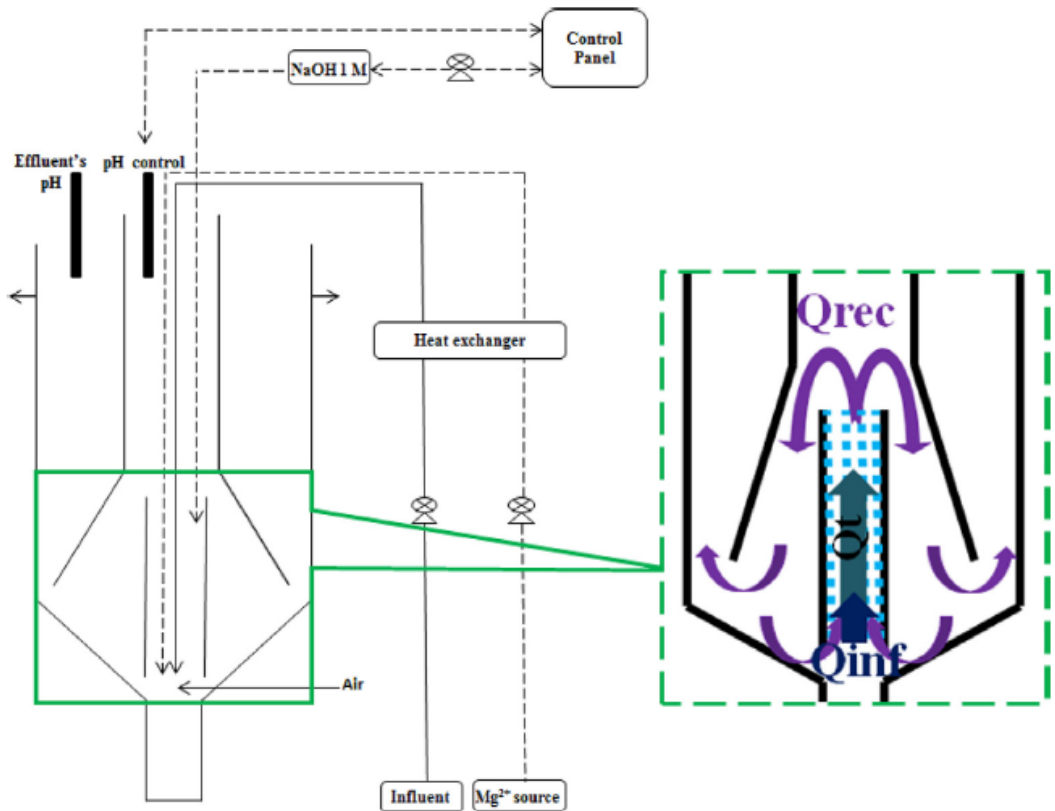 Control
Panel
NaOH 1 M
Effluent's
pH
pH control
Heat exchanger
Qrec
Qt
Qinf
Air
Influent
Mg²⁺ source